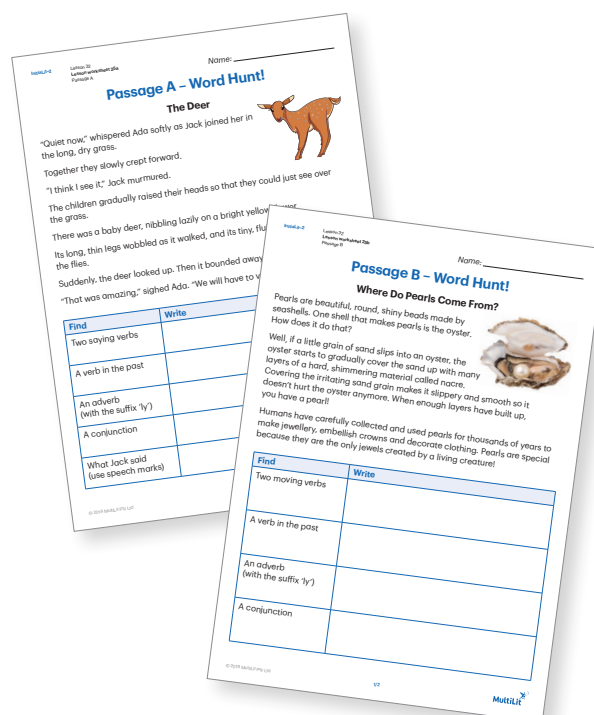 Lesson 32
Lesson worksheet 25a
Passage A
Name:
Passage A – Word Hunt!
The Deer
"Quiet now," whispered Ada softly as Jack joined her in
the long, dry grass.
Together they slowly crept forward.
"I think I see it," Jack murmured.
The children gradually raised their heads so that they could just see over
the grass.
There was a baby deer, nibbling lazily on a bright yellow
Its long, thin legs wobbled as it walked, and its tiny,
the flies.
Suddenly, the deer looked up. Then it bounded away
"That was amazing," sighed Ada. "We will have to
Find Write
Two saying verbs
A verb in the past
An adverb
(with the suffix 'ly')
A conjunction
What Jack said
(use speech marks)
Passage B
Name:
Passage B – Word Hunt!
Where Do Pearls Come From?
Pearls are beautiful, round, shiny beads made by
seashells. One shell that makes pearls is the oyster.
How does it do that?
Well, if a little grain of sand slips into an oyster, the
oyster starts to gradually cover the sand up with many
layers of a hard, shimmering material called nacre.
Covering the irritating sand grain makes it slippery and smooth so it
doesn't hurt the oyster anymore. When enough layers have built up,
you have a pearl!
Humans have carefully collected and used pearls for thousands of years to
make jewellery, embellish crowns and decorate clothing. Pearls are special
because they are the only jewels created by a living creature!
Find Write
Two moving verbs
A verb in the past
An adverb
(with the suffix 'ly')
A conjunction
1/2
MultiLit